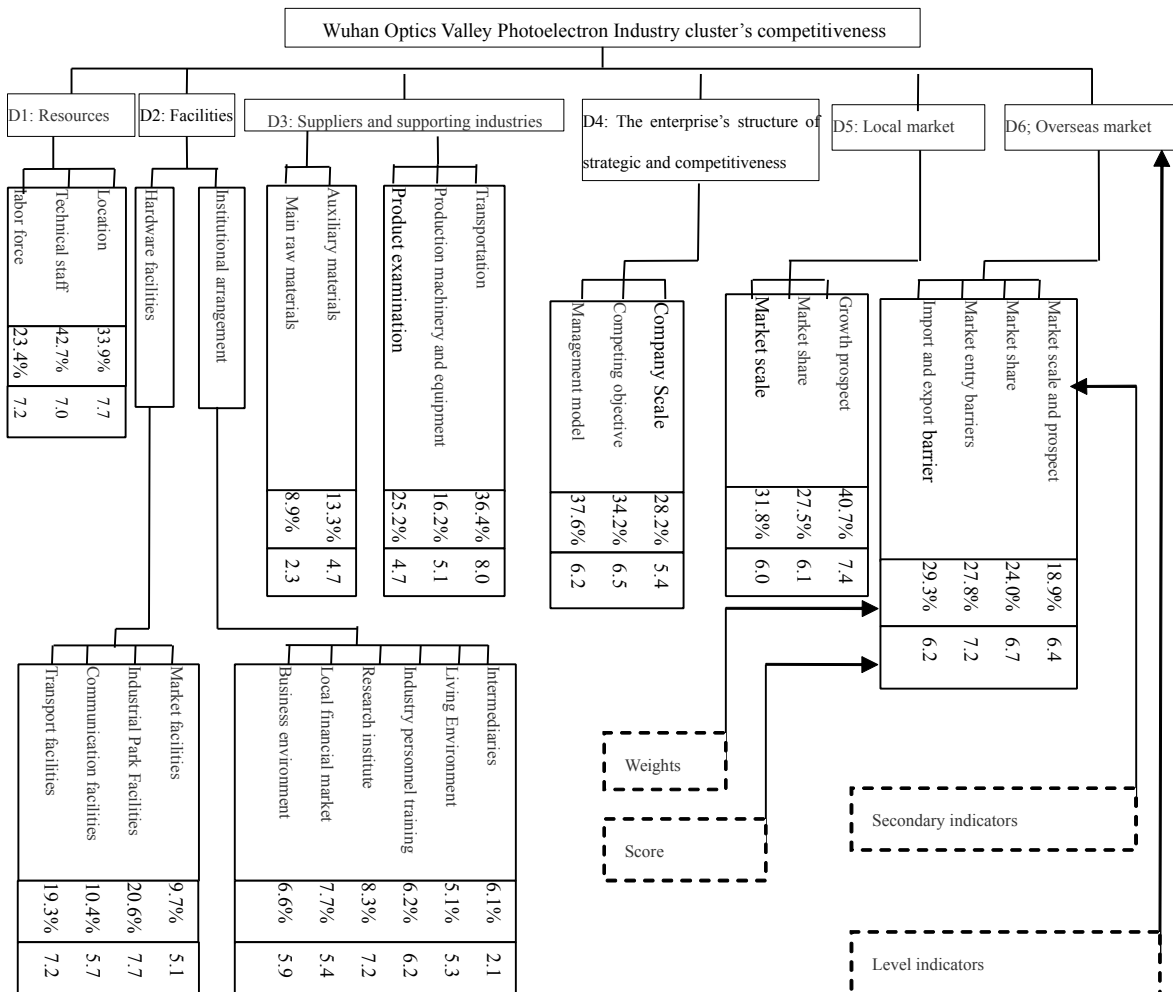 Wuhan Optics Valley Photoelectron Industry cluster's competitiveness
D1: Resources
D2: Facilities
D3: Suppliers and supporting industries
D4: The enterprise's structure of
strategic and competitiveness
D5: Local market
D6; Overseas market
labor force
23.4%
7.2
Technical staff
42.7%
7.0
Location
33.9%
7.7
Hardware facilities
Institutional arrangement
Main raw materials
8.9%
2.3
Auxiliary materials
13.3%
4.7
Product examination
25.2%
4.7
Production machinery and equipment
16.2%
5.1
Transportation
36.4%
8.0
Management model
37.6%
6.2
Competing objective
34.2%
6.5
Company Scale
28.2%
5.4
Market scale
31.8%
6.0
Market share
27.5%
6.1
Growth prospect
40.7%
7.4
Import and export barrier
29.3%
6.2
Market entry barriers
27.8%
7.2
Market share
24.0%
6.7
Market scale and prospect
18.9%
6.4
Transport facilities
19.3%
7.2
Communication facilities
10.4%
5.7
Industrial Park Facilities
20.6%
7.7
Market facilities
9.7%
5.1
Business environment
6.6%
5.9
Local financial market
7.7%
5.4
Research institute
8.3%
7.2
Industry personnel training
6.2%
6.2
Living Environment
5.1%
5.3
Intermediaries
6.1%
2.1
Weights
Score
Secondary indicators
Level indicators